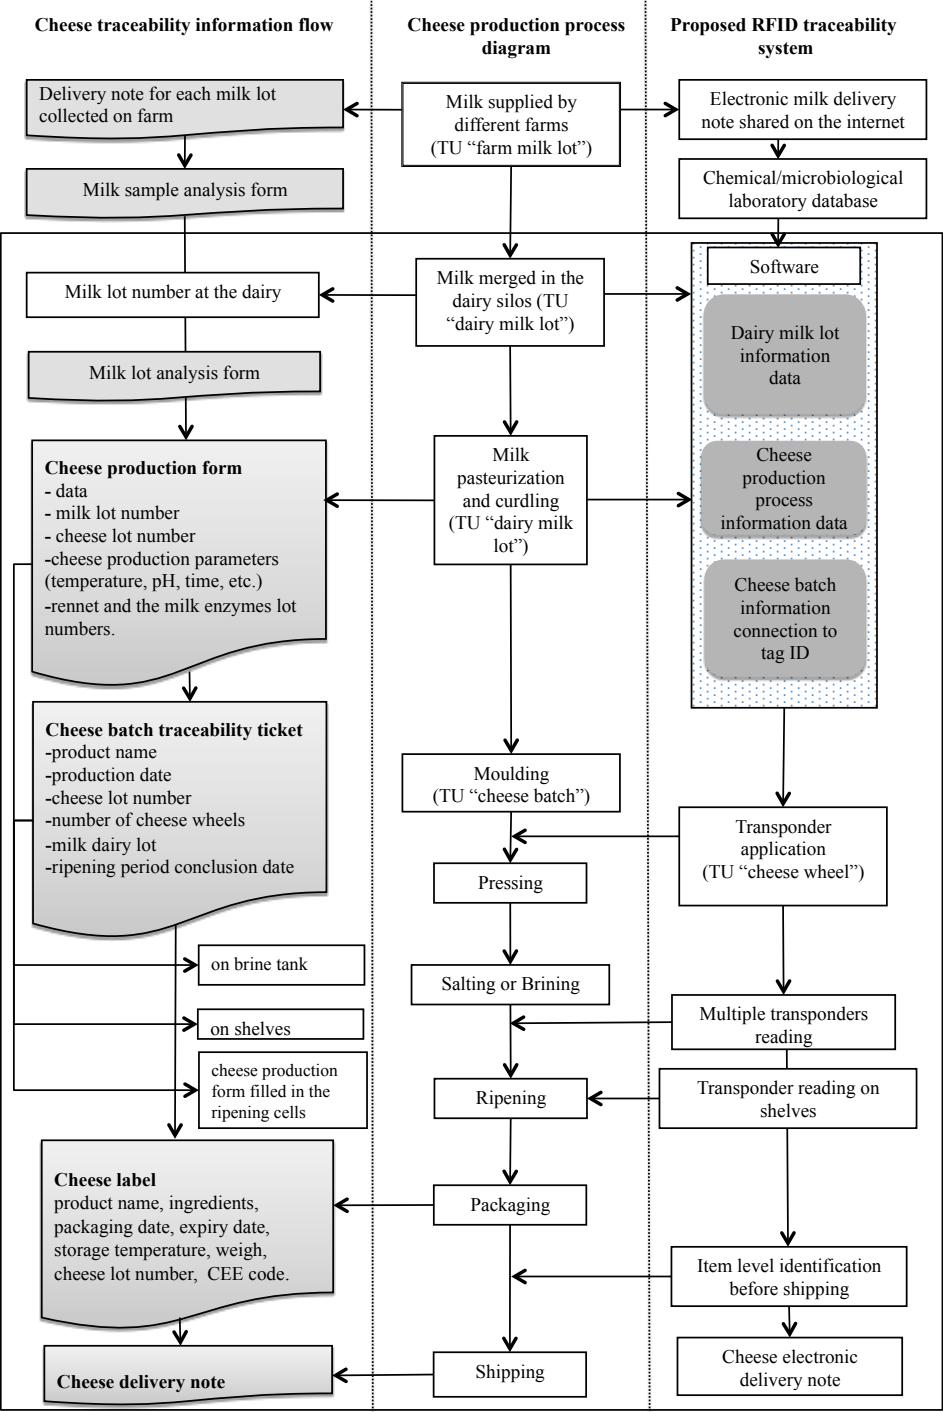 Cheese traceability information flow
Delivery note for each milk lot
collected on farm
Milk sample analysis form
Milk lot number at the dairy
Milk lot analysis form
Cheese production form
- data
- milk lot number
- cheese lot number
-cheese production parameters
(temperature, pH, time, etc.)
-rennet and the milk enzymes lot
numbers.
Cheese batch traceability ticket
-product name
-production date
-cheese lot number
-number of cheese wheels
-milk dairy lot
-ripening period conclusion date
on brine tank
on shelves
cheese production
form filled in the
ripening cells
Cheese label
product name, ingredients,
packaging date, expiry date,
storage temperature, weigh,
cheese lot number, CEE code.
Cheese delivery note
Cheese production process
diagram
Milk supplied by
different farms
(TU “farm milk lot”)
Milk merged in the
dairy silos (TU
“dairy milk lot”)
Milk
pasteurization
and curdling
(TU “dairy milk
lot”)
Moulding
(TU “cheese batch”)
Pressing
Salting or Brining
Ripening
Packaging
Shipping
Proposed RFID traceability
system
Electronic milk delivery
note shared on the internet
Chemical/microbiological
laboratory database
Software
Dairy milk lot
information
data
Cheese
production
process
information data
Cheese batch
information
connection to
tag ID
Transponder
application
(TU “cheese wheel”)
Multiple transponders
reading
Transponder reading on
shelves
Item level identification
before shipping
Cheese electronic
delivery note